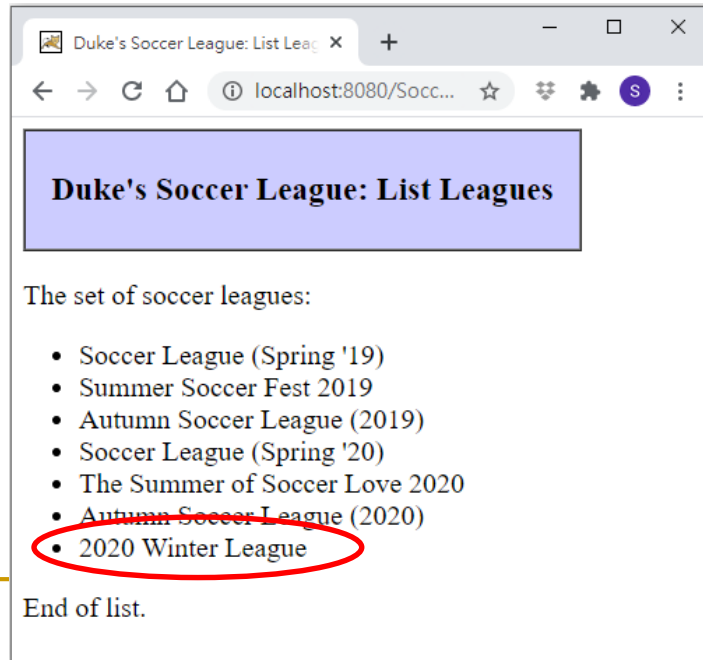 Duke's Soccer League: List Leag
localhost:8080/Socc...
S
Duke's Soccer League: List Leagues
The set of soccer leagues:
• Soccer League (Spring '19)
• Summer Soccer Fest 2019
• Autumn Soccer League (2019)
• Soccer League (Spring '20)
• The Summer of Soccer Love 2020
• Autumn Soccer League (2020)
• 2020 Winter League
End of list.